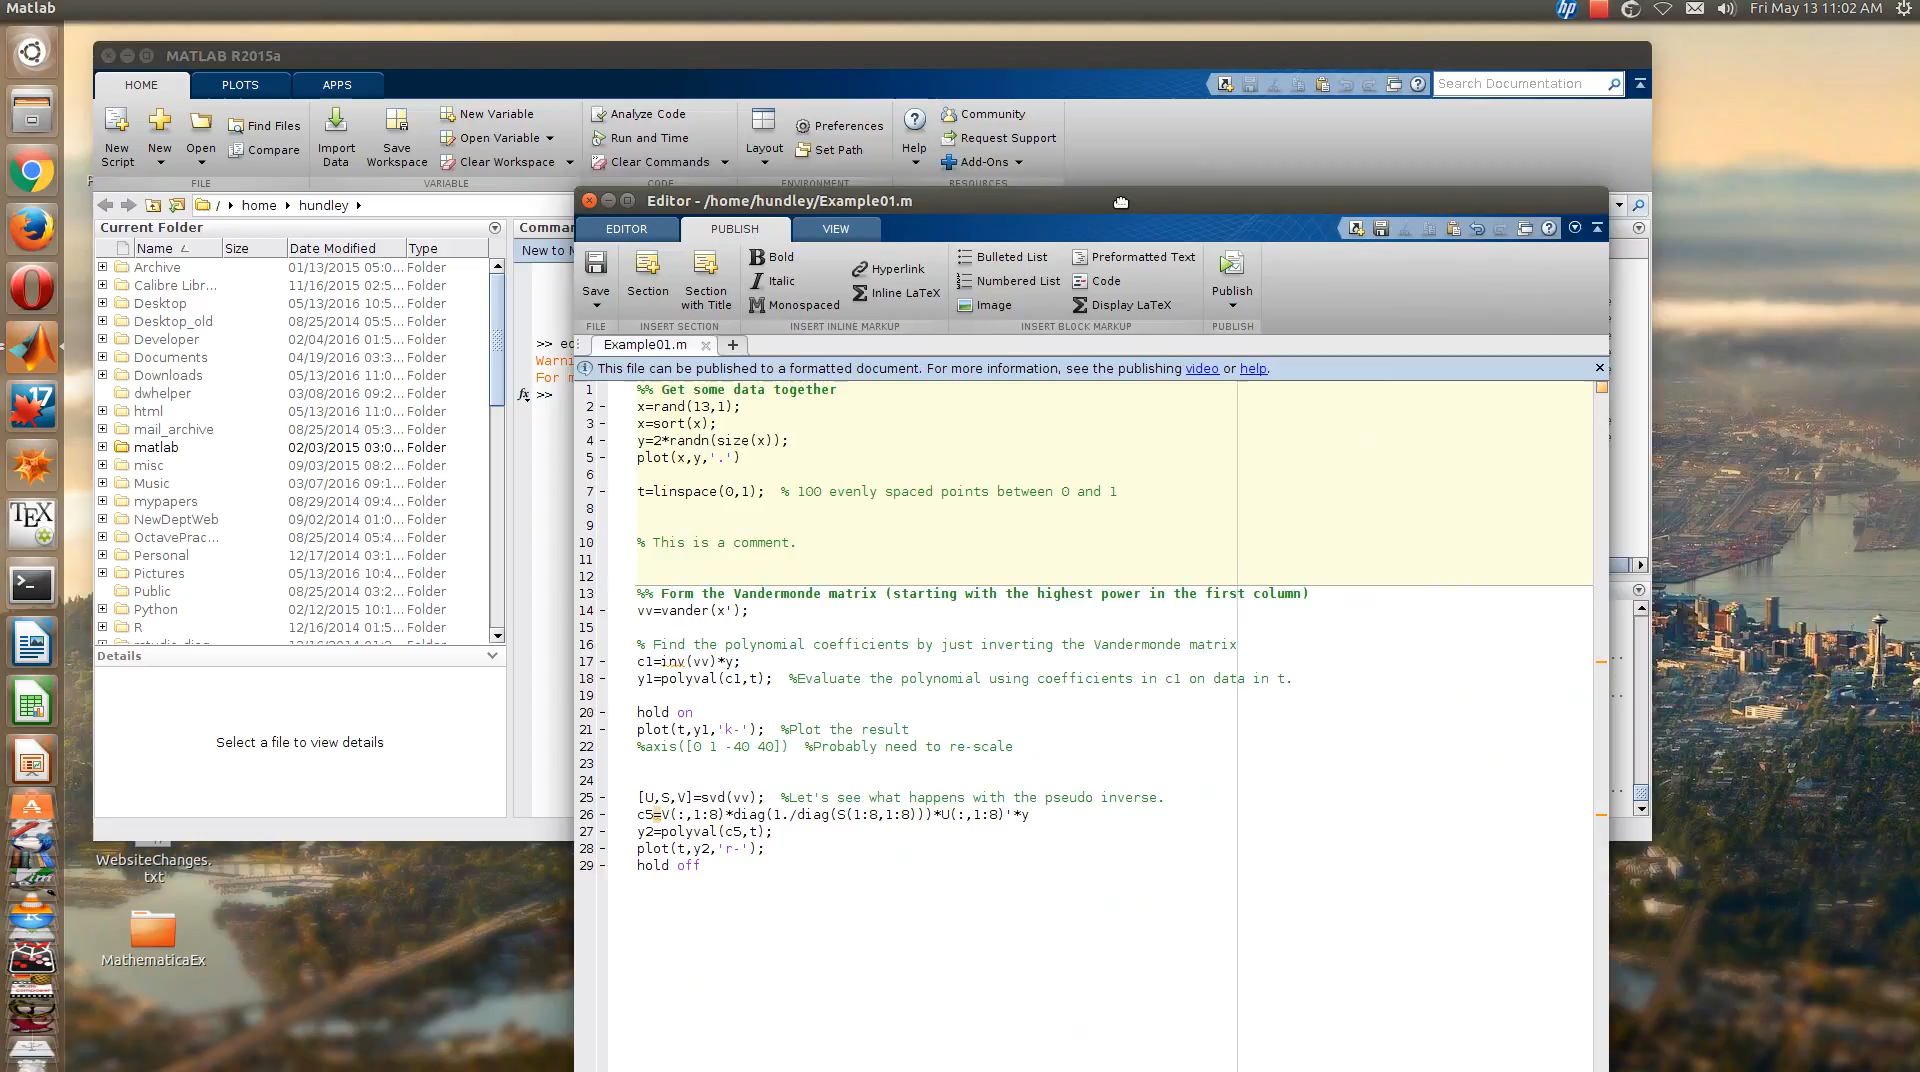 Matlab
hp
Fri May 13 11:02 AM
MATLAB R2015a
HOME
PLOTS
APPS
Search Documentation
New Script
New
Open
Find Files
Compare
Import Data
Save Workspace
New Variable
Open Variable
Clear Workspace
Analyze Code
Run and Time
Clear Commands
Layout
Preferences
Set Path
Help
Community
Request Support
Add-Ons
FILE
VARIABLE
CODE
ENVIRONMENT
RESOURCES
/ home hundley
Current Folder
Name Size Date Modified Type
Archive 01/13/2015 05:0... Folder
Calibre Libr... 11/16/2015 02:5... Folder
Desktop 05/13/2016 10:5... Folder
Desktop_old 08/25/2014 05:5... Folder
Developer 02/04/2016 01:5... Folder
Documents 04/19/2016 03:3... Folder
Downloads 05/13/2016 11:0... Folder
dwhelper 03/08/2016 09:2... Folder
html 05/13/2016 11:0... Folder
mail_archive 08/25/2014 05:3... Folder
matlab 02/03/2015 03:0... Folder
misc 09/03/2015 08:2... Folder
Music 03/07/2016 09:1... Folder
mypapers 08/29/2014 09:4... Folder
NewDeptWeb 09/02/2014 01:0... Folder
OctavePrac... 08/25/2014 05:4... Folder
Personal 12/17/2014 03:1... Folder
Pictures 05/13/2016 10:4... Folder
Public 08/25/2014 03:2... Folder
Python 02/12/2015 10:1... Folder
R 12/16/2014 01:5... Folder
Details
Select a file to view details
Comma
New to M
>> ed
Warni
For m
fx >>
Editor - /home/hundley/Example01.m
EDITOR
PUBLISH
VIEW
Save
Section
Section with Title
B Bold
I Italic
M Monospaced
Hyperlink
Σ Inline LaTeX
Bulleted List
Numbered List
Image
Preformatted Text
Code
Σ Display LaTeX
Publish
FILE
INSERT SECTION
INSERT INLINE MARKUP
INSERT BLOCK MARKUP
PUBLISH
Example01.m
This file can be published to a formatted document. For more information, see the publishing video or help.
1 %% Get some data together
2 - x=rand(13,1);
3 - x=sort(x);
4 - y=2*randn(size(x));
5 - plot(x,y,'.')
6
7 - t=linspace(0,1); % 100 evenly spaced points between 0 and 1
8
9
10 % This is a comment.
11
12
13 %% Form the Vandermonde matrix (starting with the highest power in the first column)
14 - vv=vander(x');
15
16 % Find the polynomial coefficients by just inverting the Vandermonde matrix
17 - c1=inv(vv)*y;
18 - y1=polyval(c1,t); %Evaluate the polynomial using coefficients in c1 on data in t.
19
20 - hold on
21 - plot(t,y1,'k-'); %Plot the result
22 %axis([0 1 -40 40]) %Probably need to re-scale
23
24
25 - [U,S,V]=svd(vv); %Let's see what happens with the pseudo inverse.
26 - c5=V(:,1:8)*diag(1./diag(S(1:8,1:8)))*U(:,1:8)'*y
27 - y2=polyval(c5,t);
28 - plot(t,y2,'r-');
29 - hold off
17
TEX
WebsiteChanges.
txt
MathematicaEx